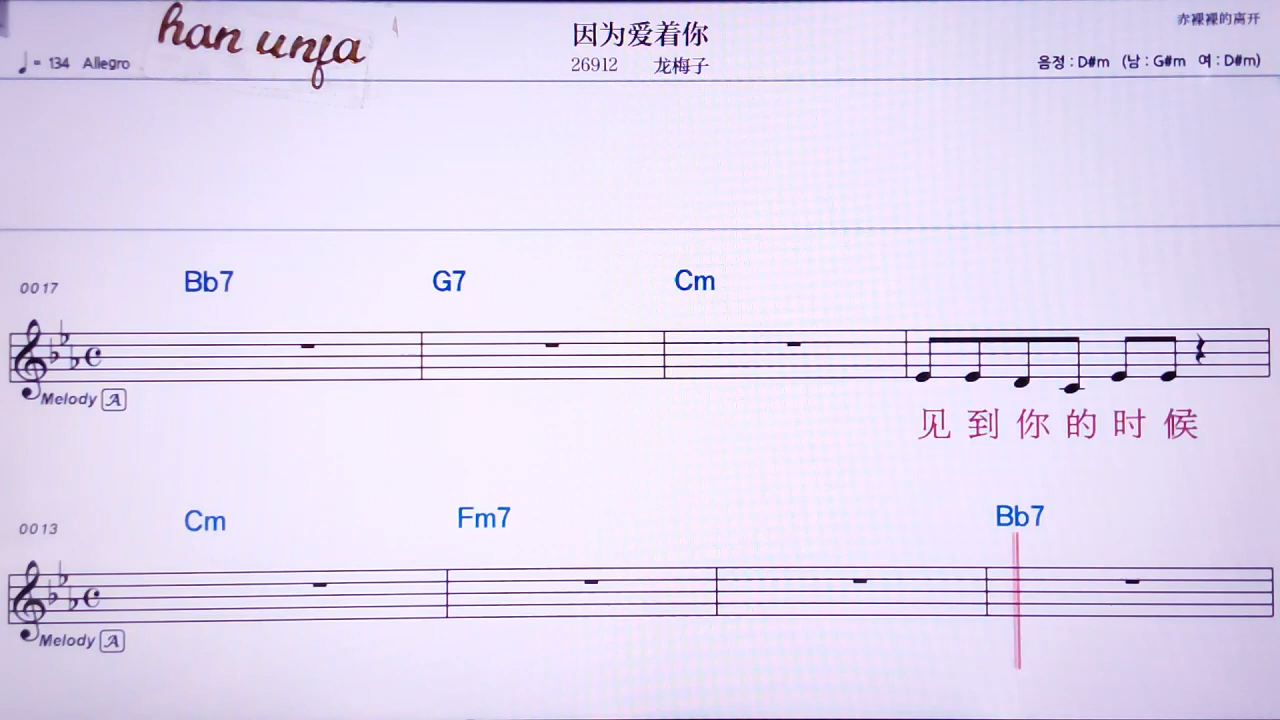 han unfa
因为爱着你
赤裸裸的离开
♩= 134 Allegro
26912 龙梅子
음정 : D#m (남 : G#m 여 : D#m)
0017 Bb7 G7 Cm
Melody A
见 到 你 的 时 候
0013 Cm Fm7 Bb7
Melody A